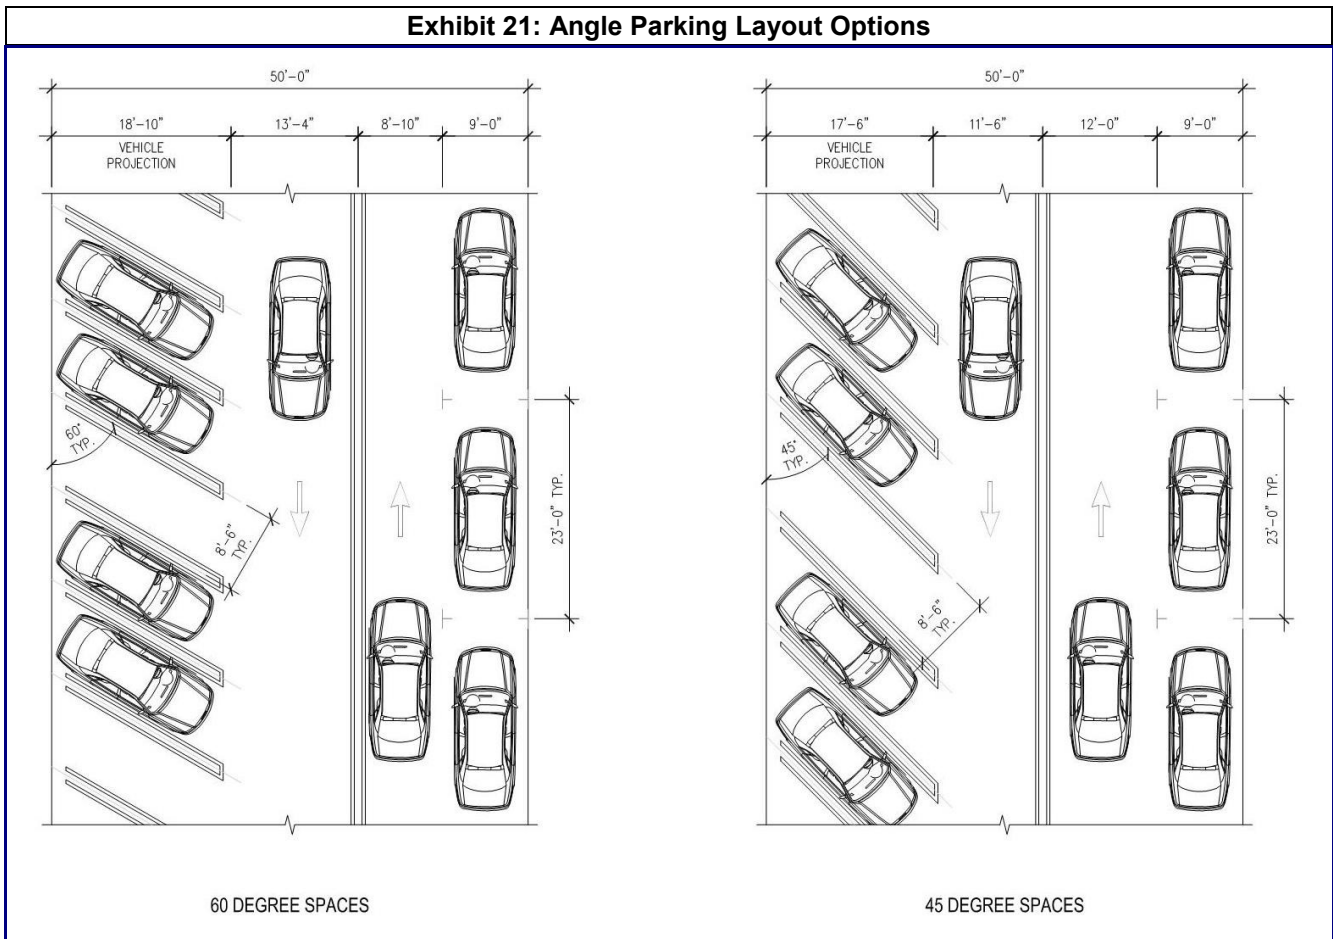 Exhibit 21: Angle Parking Layout Options
50'-0"
18'-10"
13'-4"
8'-10"
9'-0"
VEHICLE
PROJECTION
60°
TYP.
8'-6"
TYP.
23'-0" TYP.
60 DEGREE SPACES
50'-0"
17'-6"
11'-6"
12'-0"
9'-0"
VEHICLE
PROJECTION
45°
TYP.
8'-6"
TYP.
23'-0" TYP.
45 DEGREE SPACES